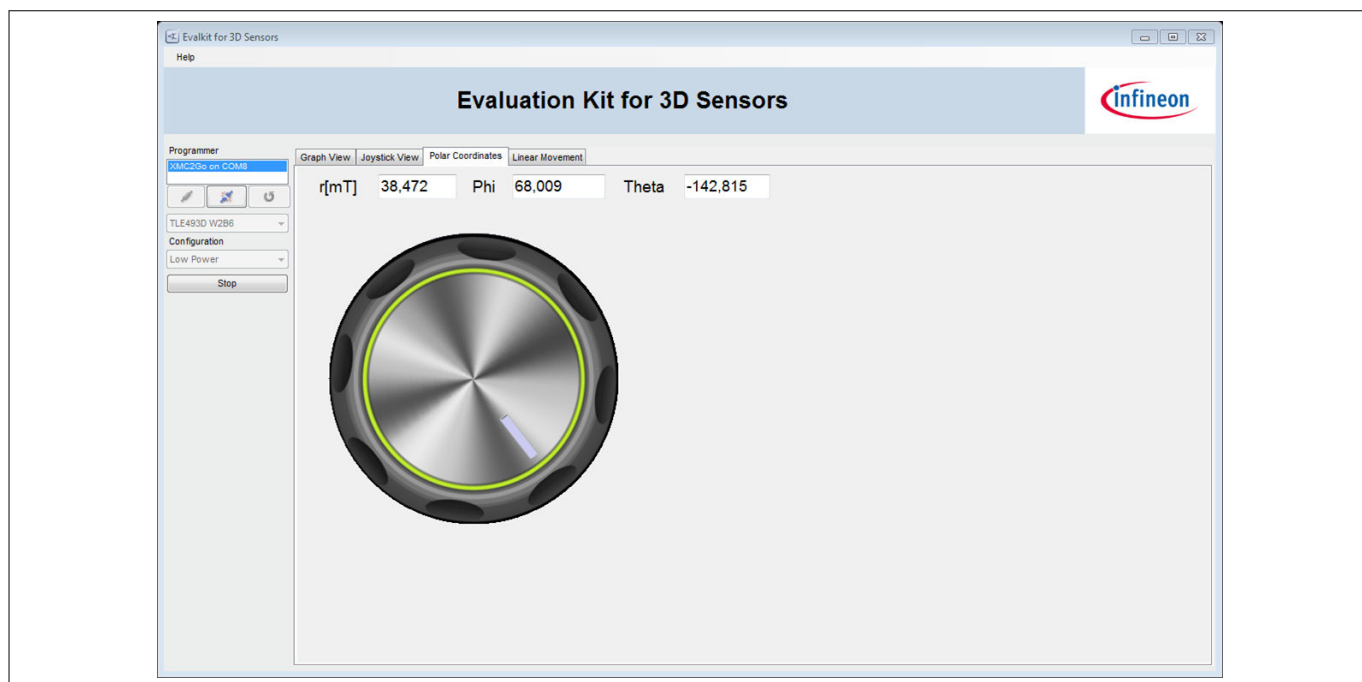 Evalkit for 3D Sensors
Help
Evaluation Kit for 3D Sensors
infineon
Programmer
XMC2Go on COM8
Graph View Joystick View Polar Coordinates Linear Movement
r[mT] 38,472 Phi 68,009 Theta -142,815
TLE493D W2B6
Configuration
Low Power
Stop